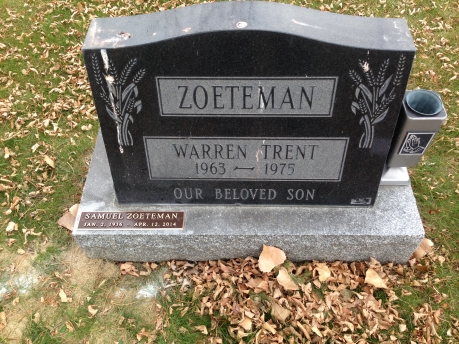 ZOETEMAN
WARREN TRENT
1963 — 1975
OUR BELOVED SON
SAMUEL ZOETEMAN
JAN. 2, 1936 — APR. 12, 2014